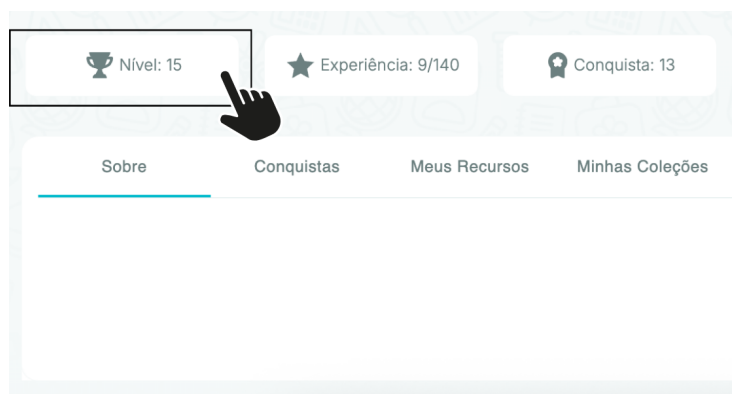 Nível: 15 Experiência: 9/140 Conquista: 13
Sobre Conquistas Meus Recursos Minhas Coleções